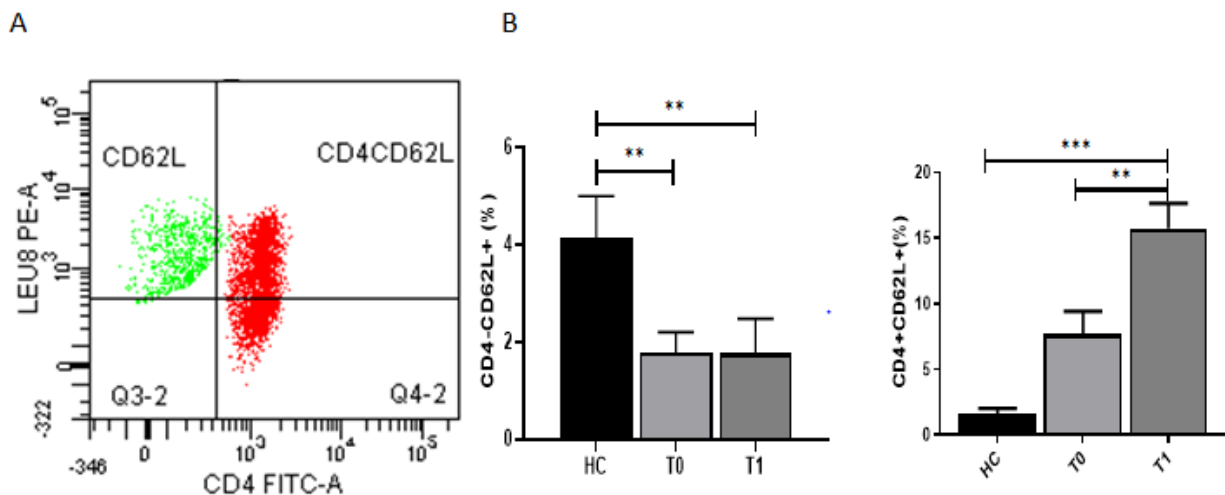 A
B
CD62L
CD4CD62L
Q3-2
Q4-2
LEU8 PE-A
10^5
10^4
10^3
0
-322
-346
0
10^3
10^4
10^5
CD4 FITC-A
**
**
CD4-CD62L+ (%)
6
4
2
0
HC T0 T1
***
**
CD4+CD62L+(%)
20
15
10
5
0
HC T0 T1